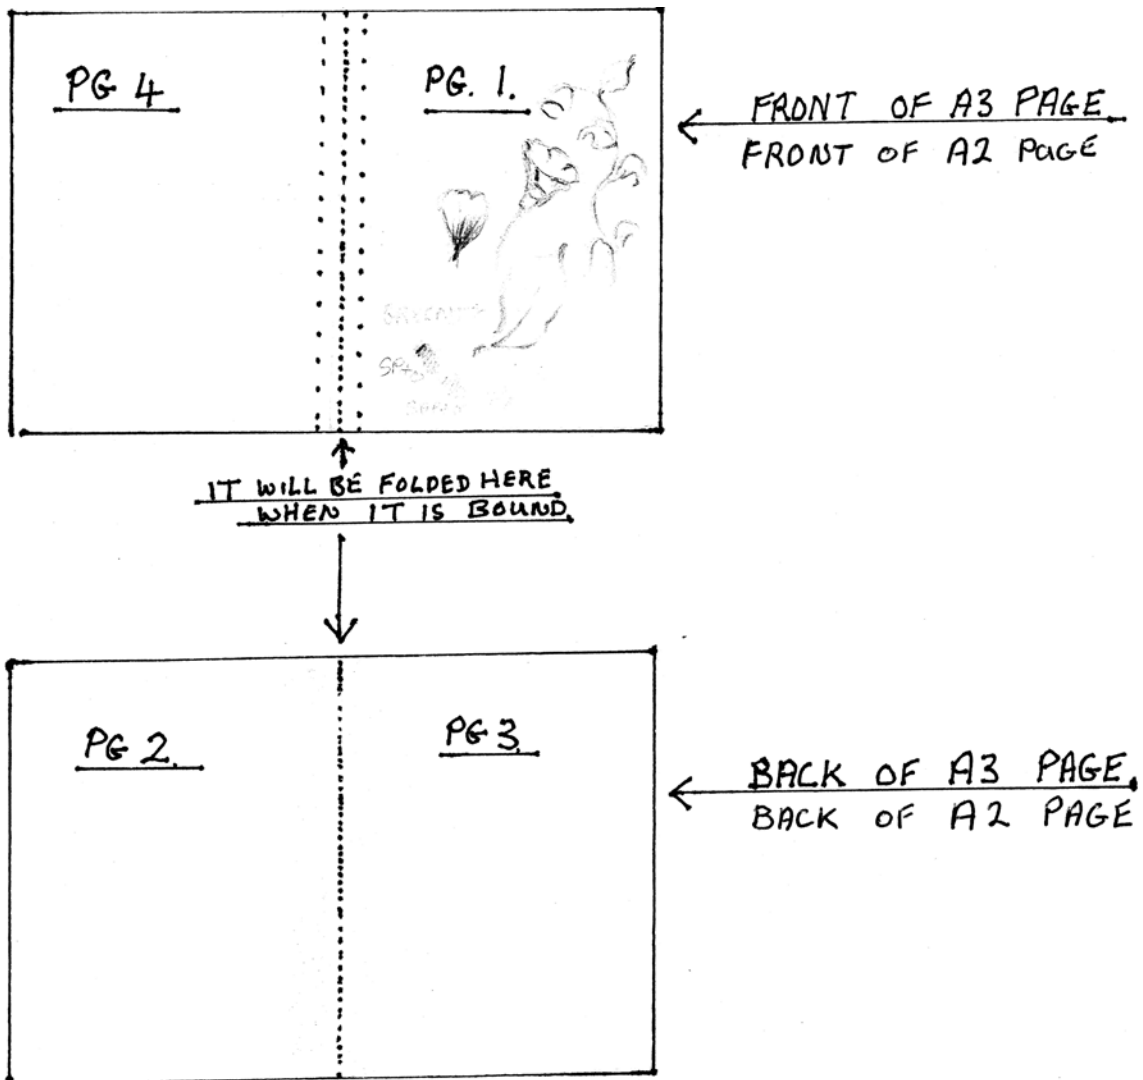 PG 4
PG. 1.
FRONT OF A3 PAGE
FRONT OF A2 PAGE
IT WILL BE FOLDED HERE
WHEN IT IS BOUND.
PG 2.
PG 3.
BACK OF A3 PAGE.
BACK OF A2 PAGE